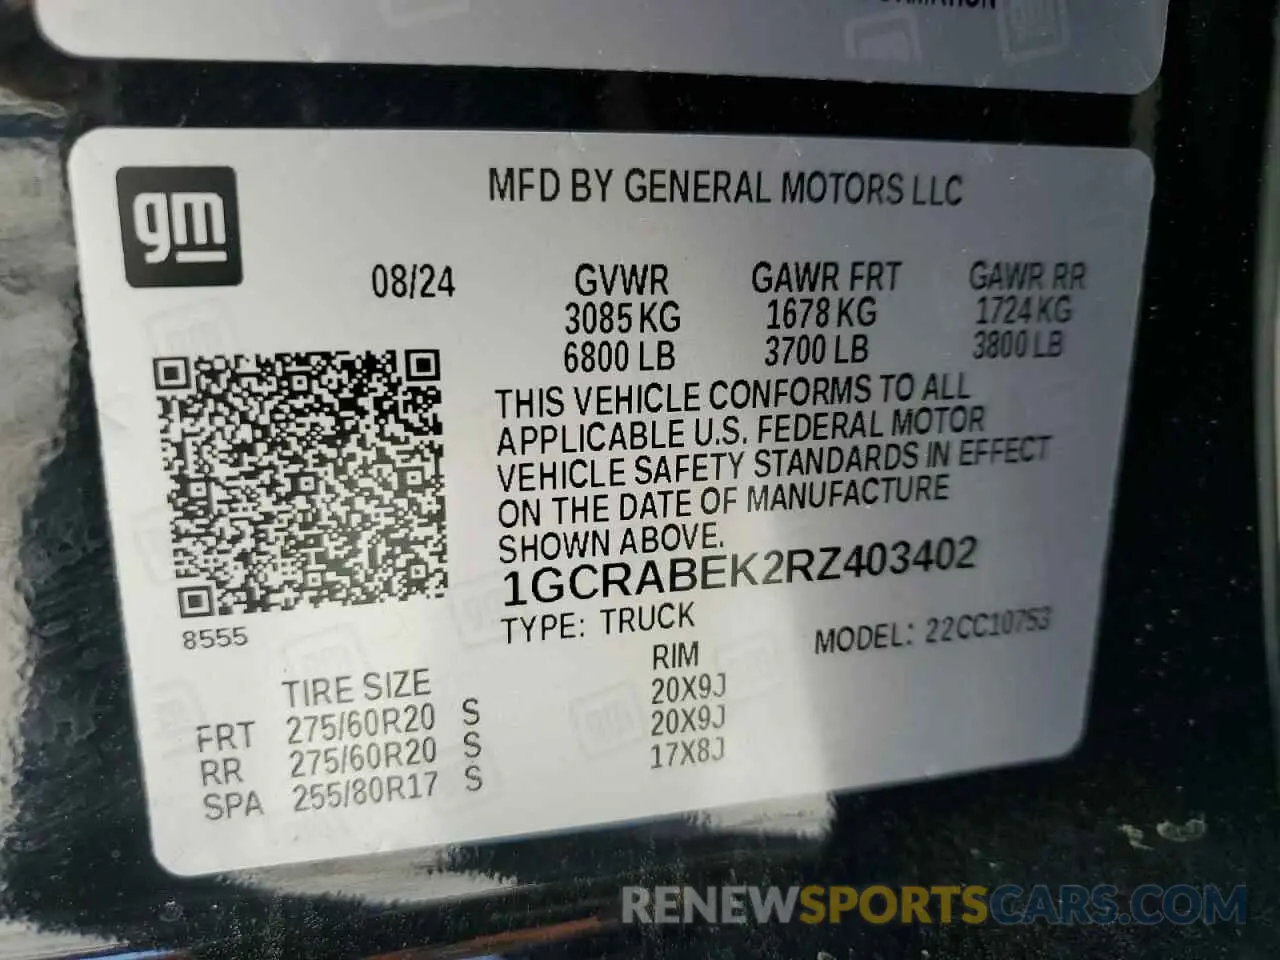 gm
MFD BY GENERAL MOTORS LLC
08/24 GVWR GAWR FRT GAWR RR
3085 KG 1678 KG 1724 KG
6800 LB 3700 LB 3800 LB
THIS VEHICLE CONFORMS TO ALL
APPLICABLE U.S. FEDERAL MOTOR
VEHICLE SAFETY STANDARDS IN EFFECT
ON THE DATE OF MANUFACTURE
SHOWN ABOVE.
1GCRABEK2RZ403402
8555
TYPE: TRUCK MODEL: 22CC10753
TIRE SIZE RIM
FRT 275/60R20 S 20X9J
RR 275/60R20 S 20X9J
SPA 255/80R17 S 17X8J
RENEWSPORTSCARS.COM